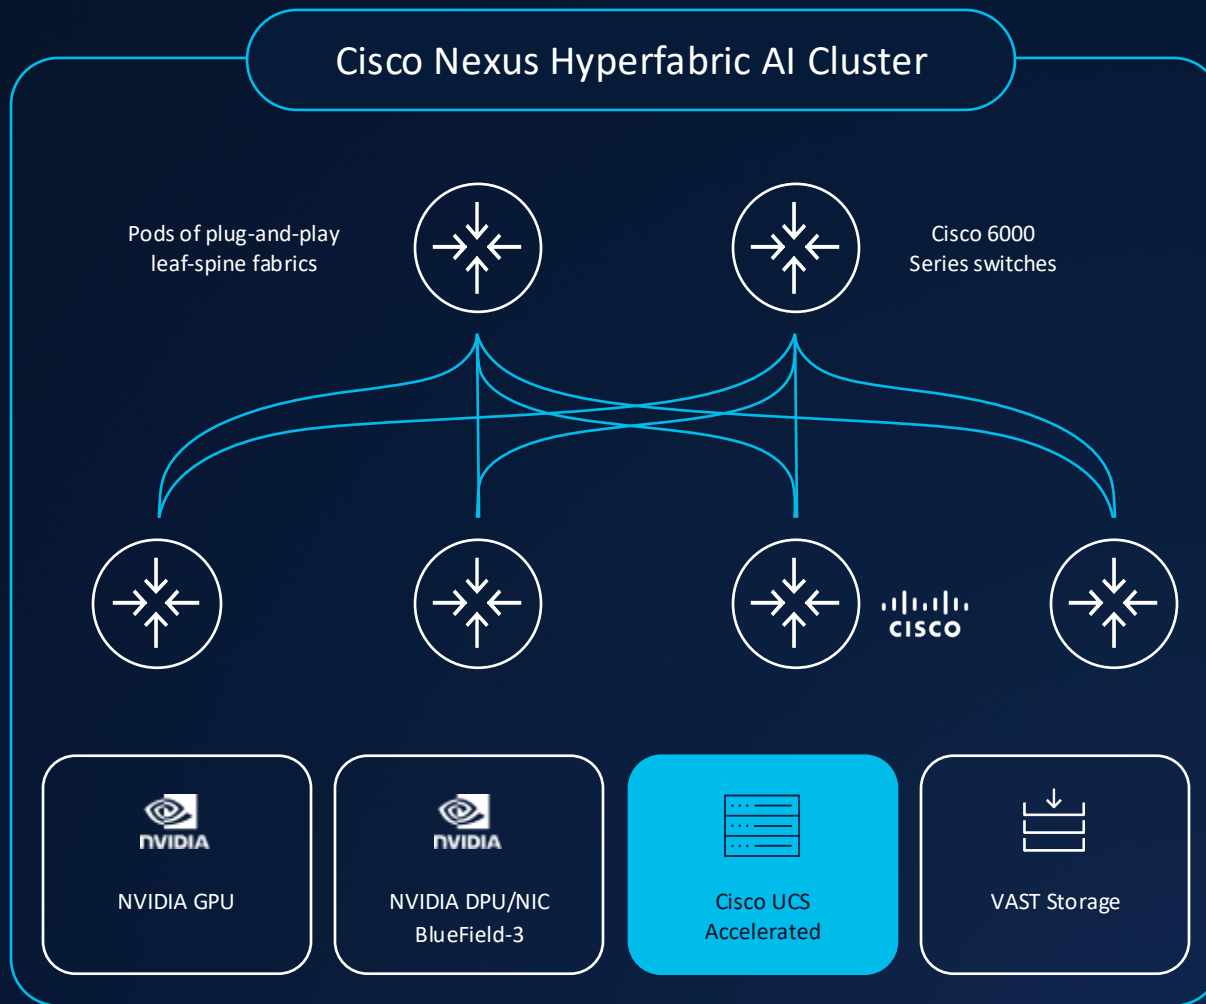 Cisco Nexus Hyperfabric AI Cluster
Pods of plug-and-play
leaf-spine fabrics
Cisco 6000
Series switches
CISCO
NVIDIA
NVIDIA GPU
NVIDIA
NVIDIA DPU/NIC
BlueField-3
Cisco UCS
Accelerated
VAST Storage